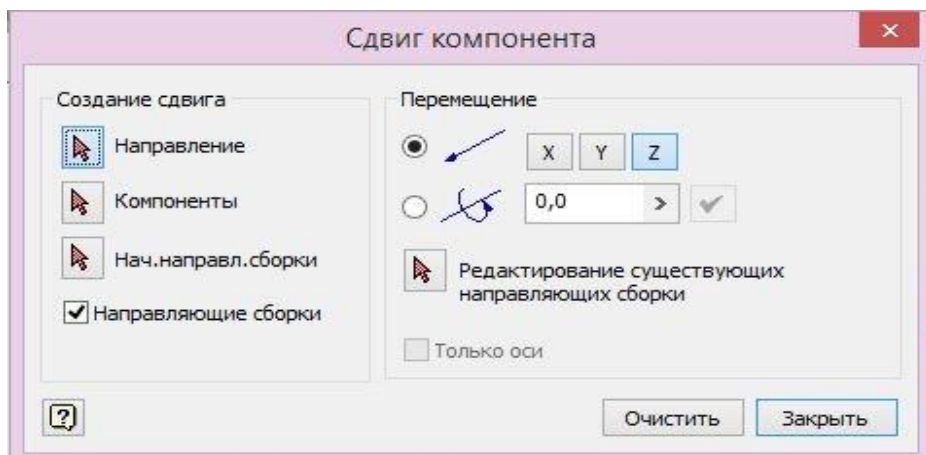 Сдвиг компонента
Создание сдвига
Направление
Компоненты
Нач.направл.сборки
Направляющие сборки
Перемещение
X Y Z
0,0 >
Редактирование существующих
направляющих сборки
Только оси
?
Очистить Закрыть